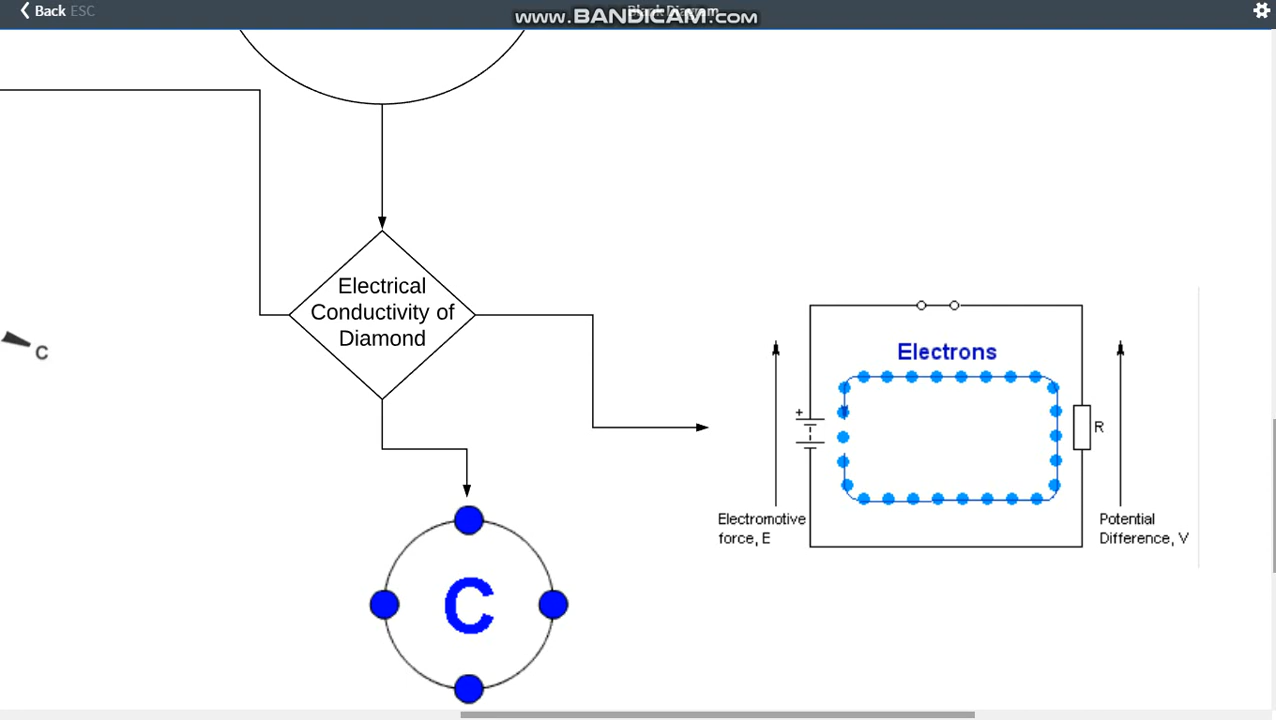 Back ESC
www.BANDICAM.com
Electrical
Conductivity of
Diamond
C
Electrons
+
R
Electromotive
force, E
Potential
Difference, V
C